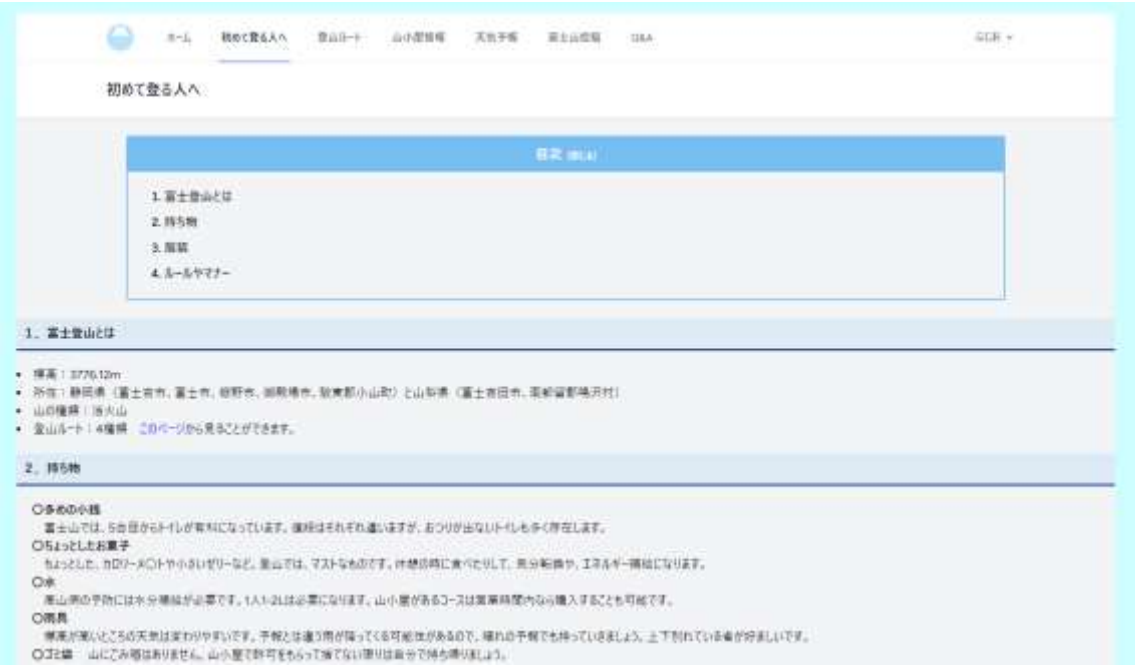 ホーム 初めて登る人へ 登山ルート 山小屋情報 天気予報 富士山情報 Q&A
初めて登る人へ
目次
1. 富士登山とは
2. 持ち物
3. 服装
4. ルールやマナー
1、富士登山とは
標高：3776.12m
所在：静岡県（富士宮市、富士市、裾野市、御殿場市、駿東郡小山町）と山梨県（富士吉田市、南都留郡鳴沢村）
山の種類：活火山
登山ルート：4種類 このページから見ることができます。
2、持ち物
〇多めの小銭
富士山では、5合目からトイレが有料になっています。値段はそれぞれ違いますが、おつりが出ないトイレも多く存在します。
〇ちょっとしたお菓子
ちょっとした、カロリーメ〇トや小さいゼリーなど、登山では、マストなものです。休憩の時に食べたりして、気分転換や、エネルギー補給になります。
〇水
高山病の予防には水分補給が必要です。1人1-2Lは必要になります。山小屋があるコースは営業時間内なら購入することも可能です。
〇雨具
標高が高いところの天気は変わりやすいです。予報とは違う雨が降ってくる可能性があるので、晴れの予報でも持っていきましょう。上下別れている者が好ましいです。
〇ゴミ袋 山にごみ箱はありません。山小屋で許可をもらって捨てない限りは自分で持ち帰りましょう。